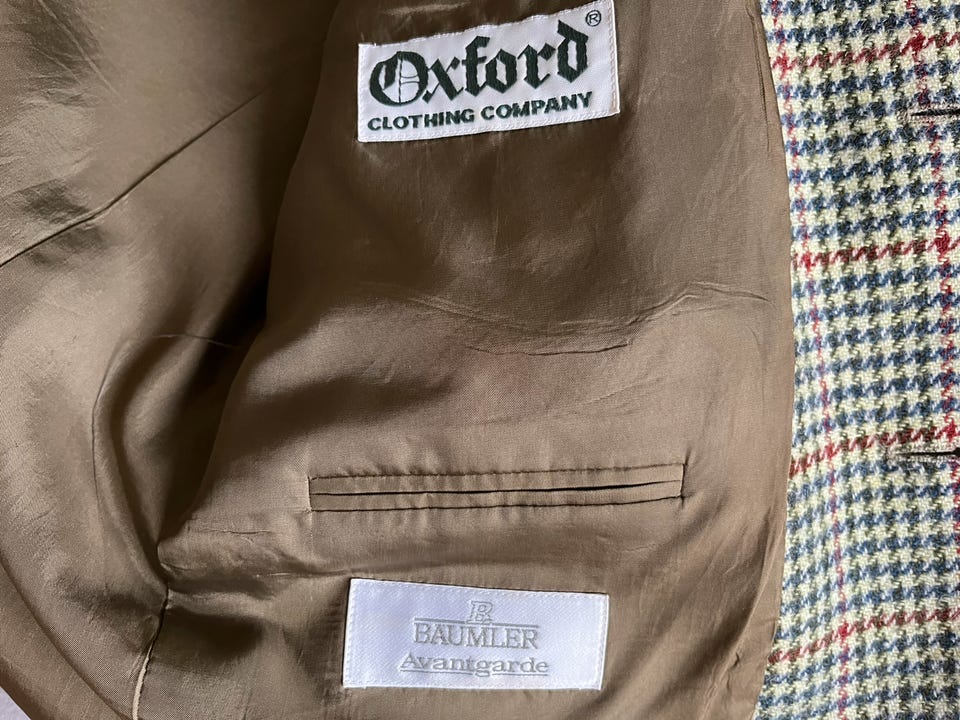 Oxford®
CLOTHING COMPANY
B
BAUMLER
Avantgarde